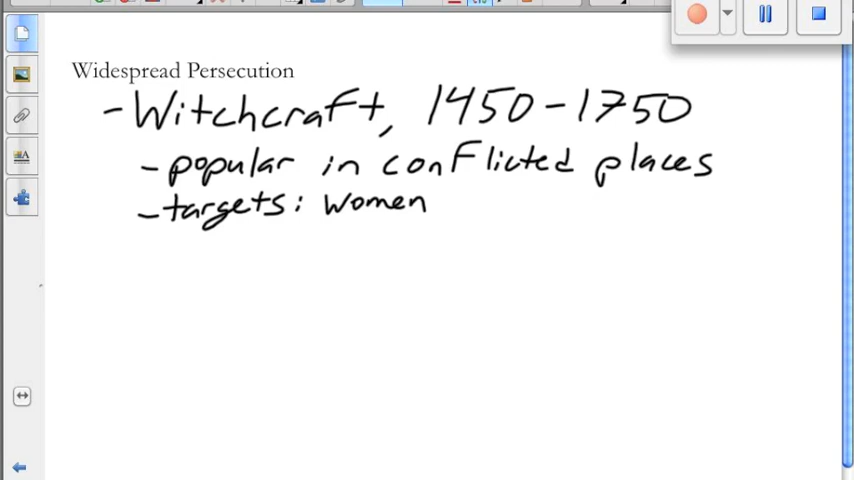 Widespread Persecution
- Witchcraft, 1450-1750
- popular in conflicted places
- targets: women